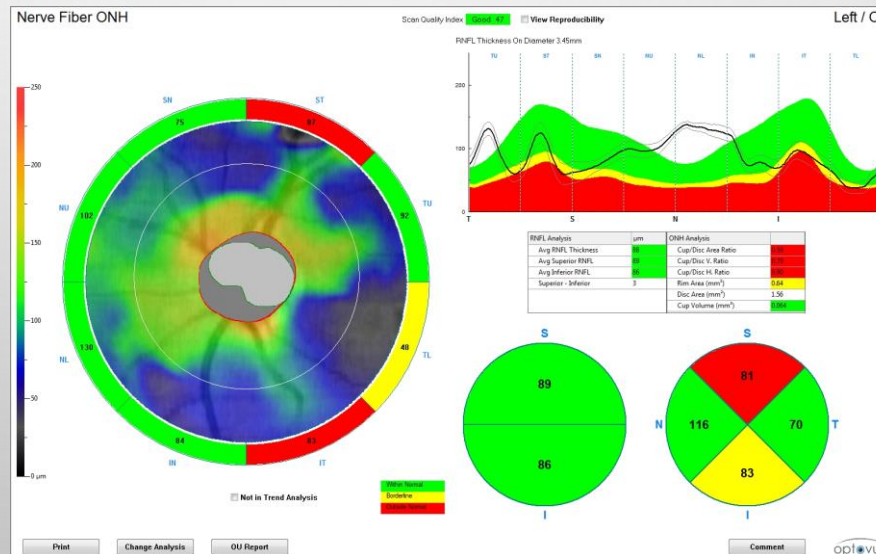 Nerve Fiber ONH
Scan Quality Index Good 47 View Reproducibility
Left / O
RNFL Thickness On Diameter 3.45mm
TU ST SN NU NL IN IT TL
200
100
0
T S N I
250
200
150
100
50
0 µm
SN ST
75 87
NU 102 92 TU
NL 130 48 TL
84 83
IN IT
RNFL Analysis µm ONH Analysis
Avg RNFL Thickness 88 Cup/Disc Area Ratio
Avg Superior RNFL 89 Cup/Disc V. Ratio
Avg Inferior RNFL 86 Cup/Disc H. Ratio
Superior - Inferior 3 Rim Area (mm²) 0.64
Disc Area (mm²) 1.56
Cup Volume (mm³)
S
89
86
I
S
81
N 116 70 T
83
I
Not in Trend Analysis
Within Normal
Borderline
Outside Normal
Print Change Analysis OU Report Comment
optovu